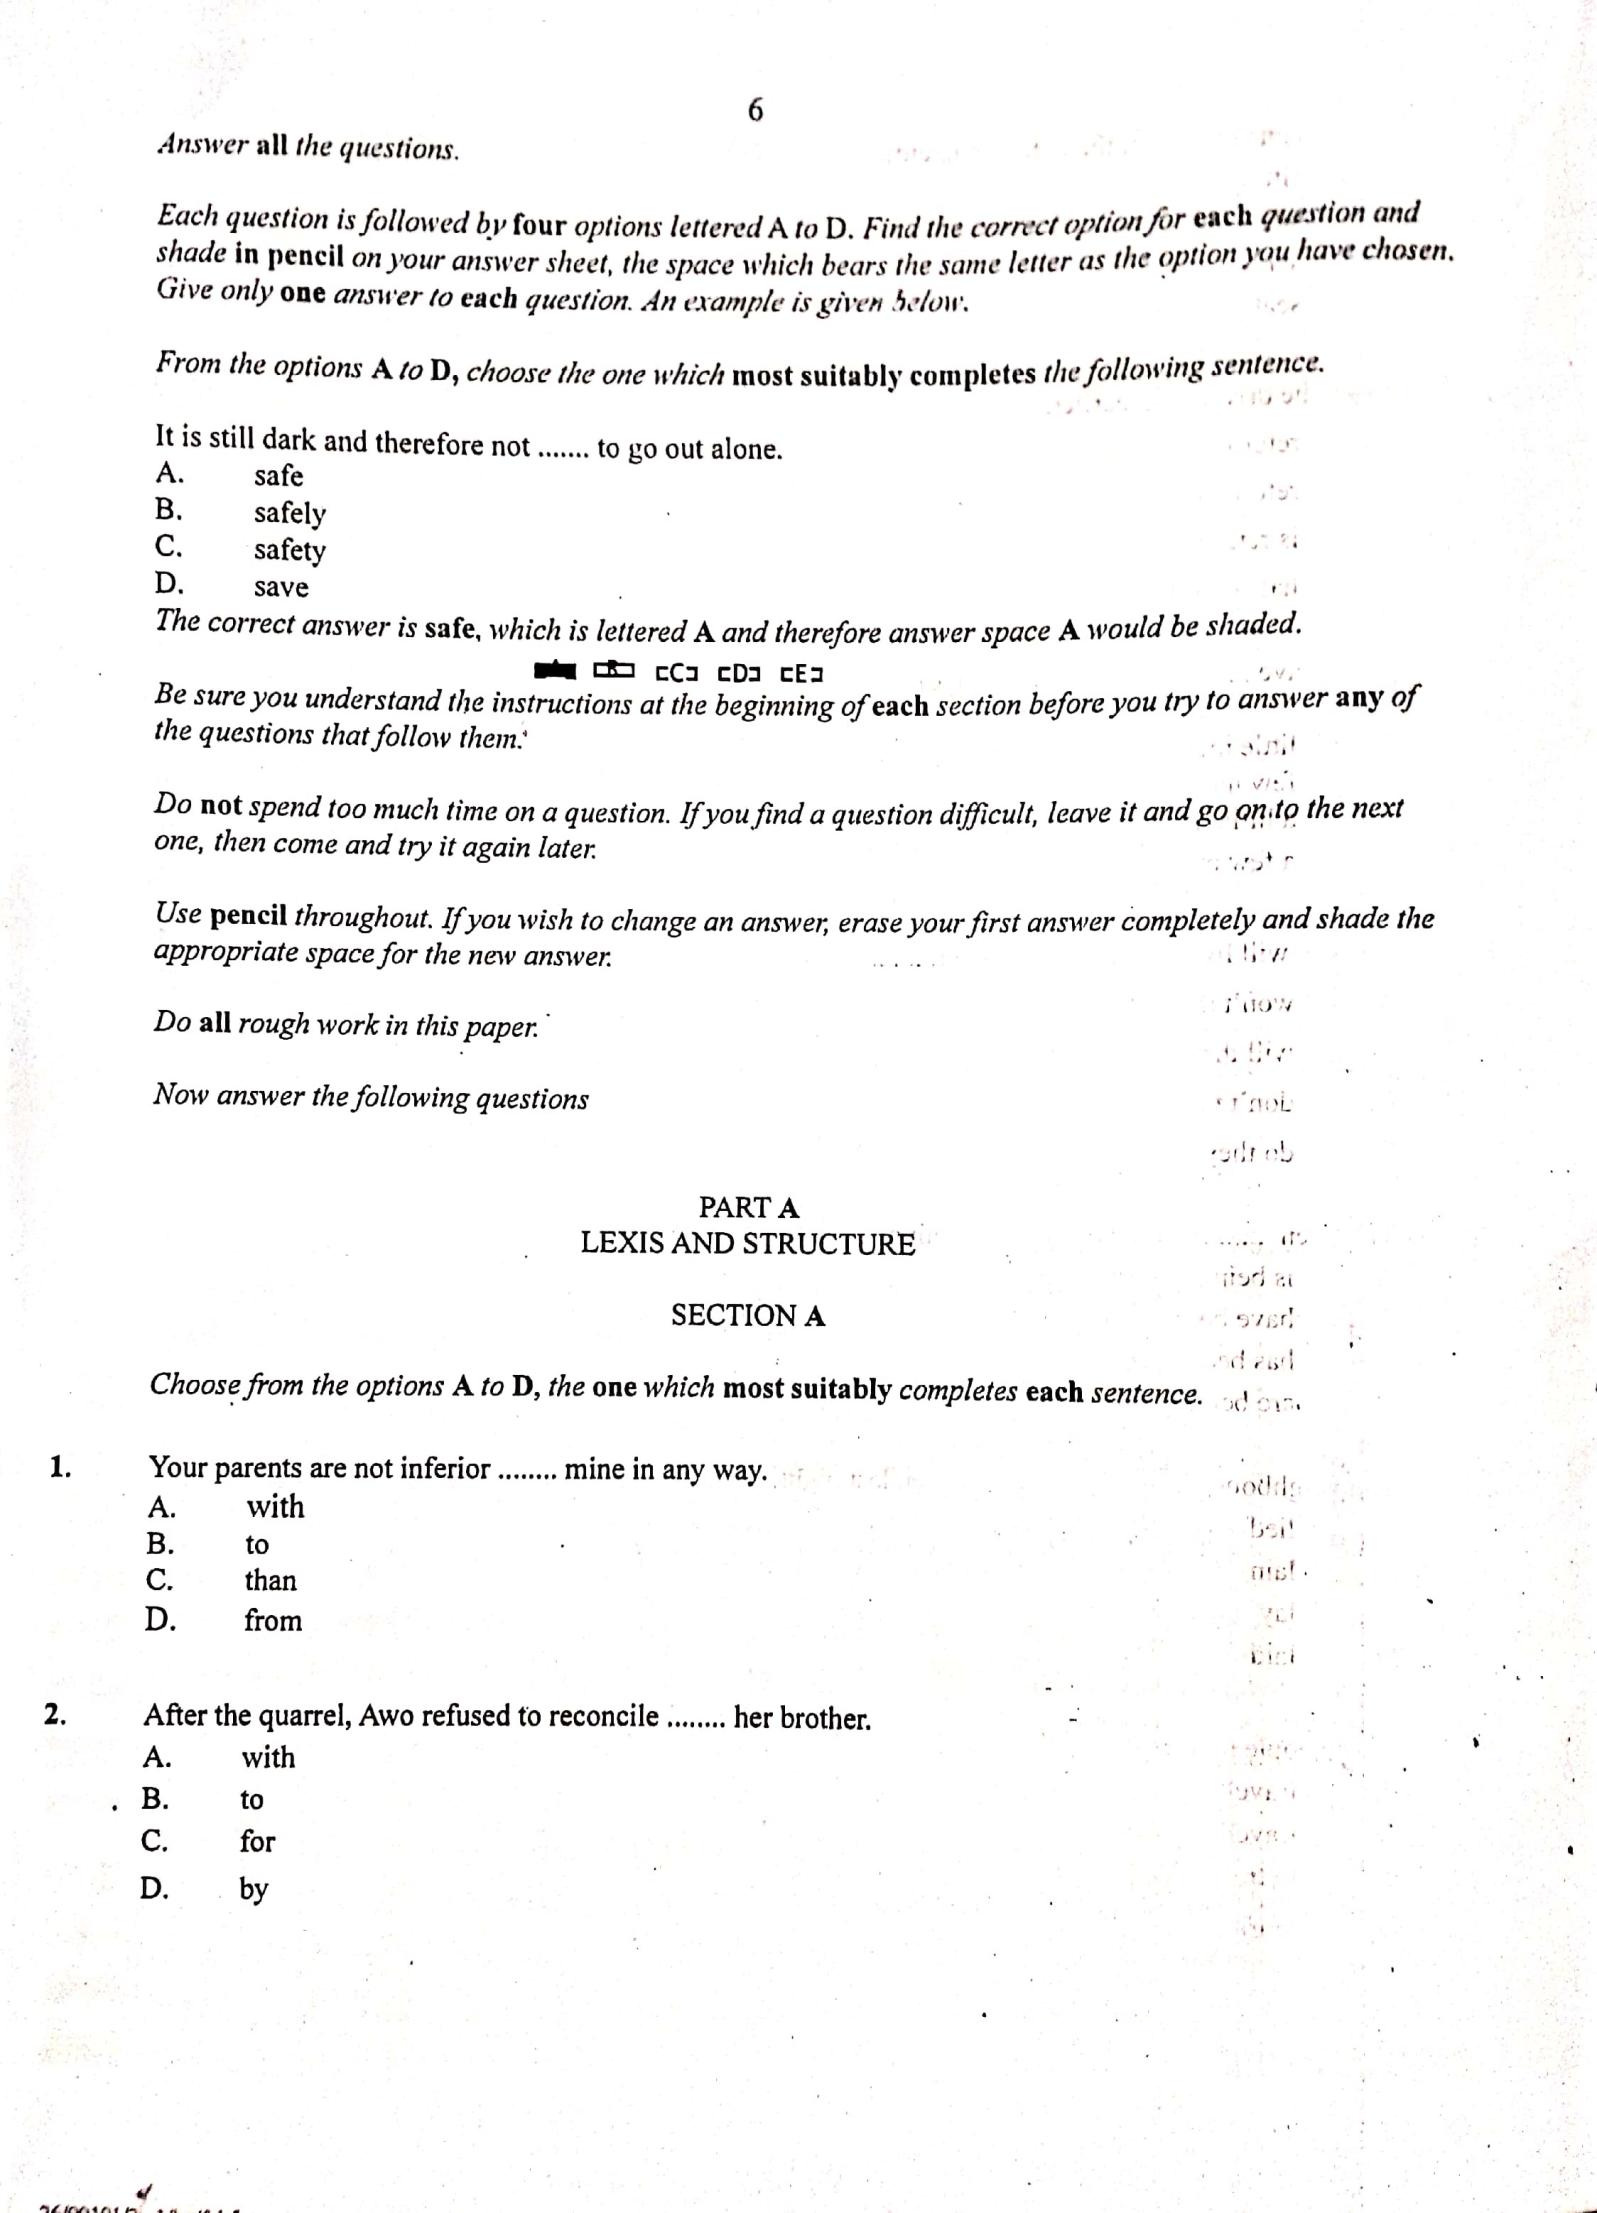 6
Answer all the questions.
Each question is followed by four options lettered A to D. Find the correct option for each question and
shade in pencil on your answer sheet, the space which bears the same letter as the option you have chosen.
Give only one answer to each question. An example is given below.
From the options A to D, choose the one which most suitably completes the following sentence.
It is still dark and therefore not ....... to go out alone.
A. safe
B. safely
C. safety
D. save
The correct answer is safe, which is lettered A and therefore answer space A would be shaded.
B C D E
Be sure you understand the instructions at the beginning of each section before you try to answer any of
the questions that follow them.
Do not spend too much time on a question. If you find a question difficult, leave it and go on to the next
one, then come and try it again later.
Use pencil throughout. If you wish to change an answer, erase your first answer completely and shade the
appropriate space for the new answer.
Do all rough work in this paper.
Now answer the following questions
PART A
LEXIS AND STRUCTURE
SECTION A
Choose from the options A to D, the one which most suitably completes each sentence.
1. Your parents are not inferior ........ mine in any way.
A. with
B. to
C. than
D. from
2. After the quarrel, Awo refused to reconcile ........ her brother.
A. with
B. to
C. for
D. by